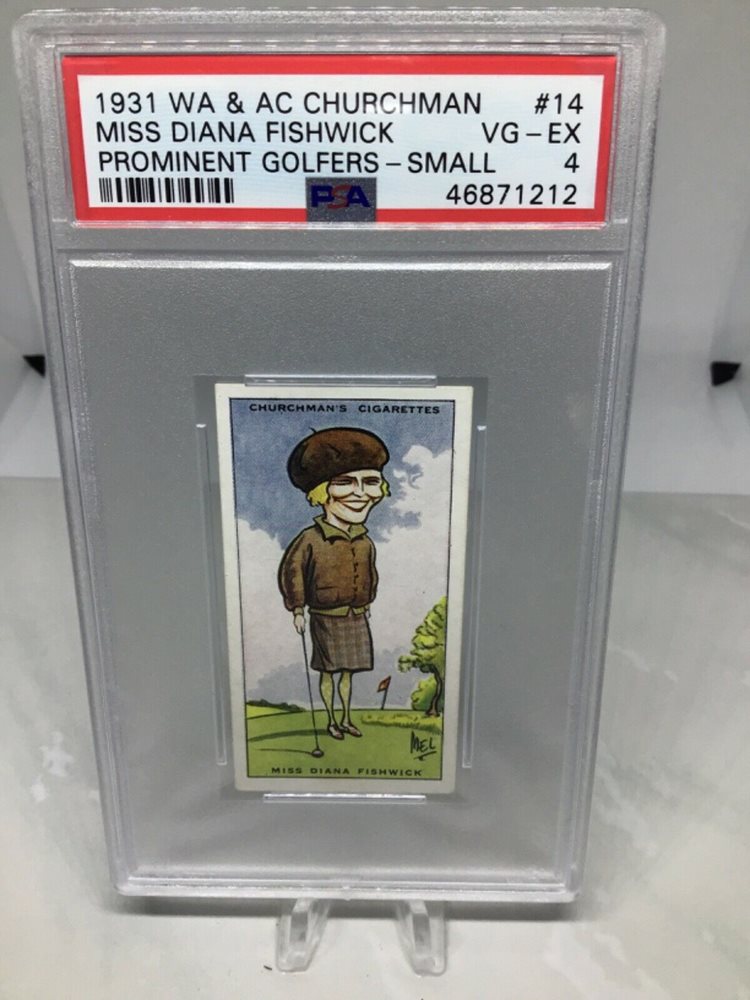 1931 WA & AC CHURCHMAN #14
MISS DIANA FISHWICK VG-EX
PROMINENT GOLFERS-SMALL 4
PSA 46871212
CHURCHMAN'S CIGARETTES
MEL
MISS DIANA FISHWICK